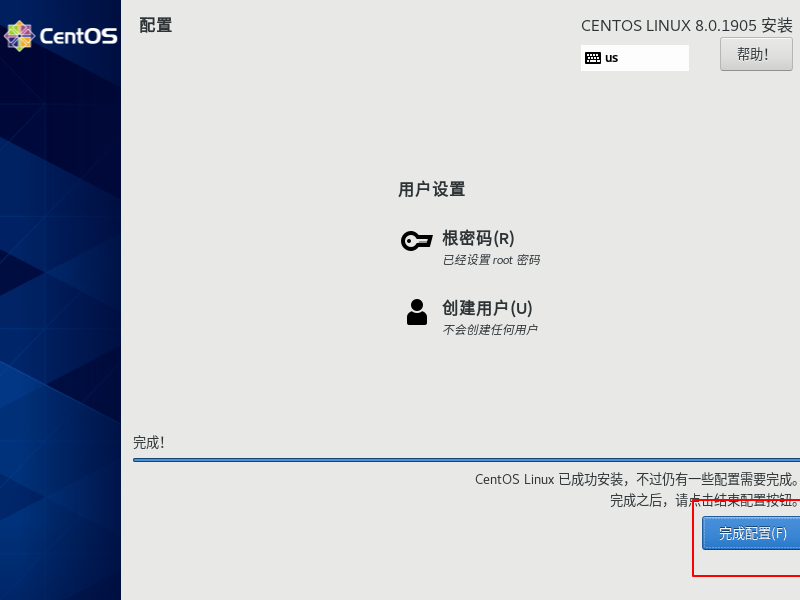 CentOS
配置
CENTOS LINUX 8.0.1905 安装
us
帮助！
用户设置
根密码(R)
已经设置 root 密码
创建用户(U)
不会创建任何用户
完成！
CentOS Linux 已成功安装，不过仍有一些配置需要完成。
完成之后，请点击结束配置按钮。
完成配置(F)